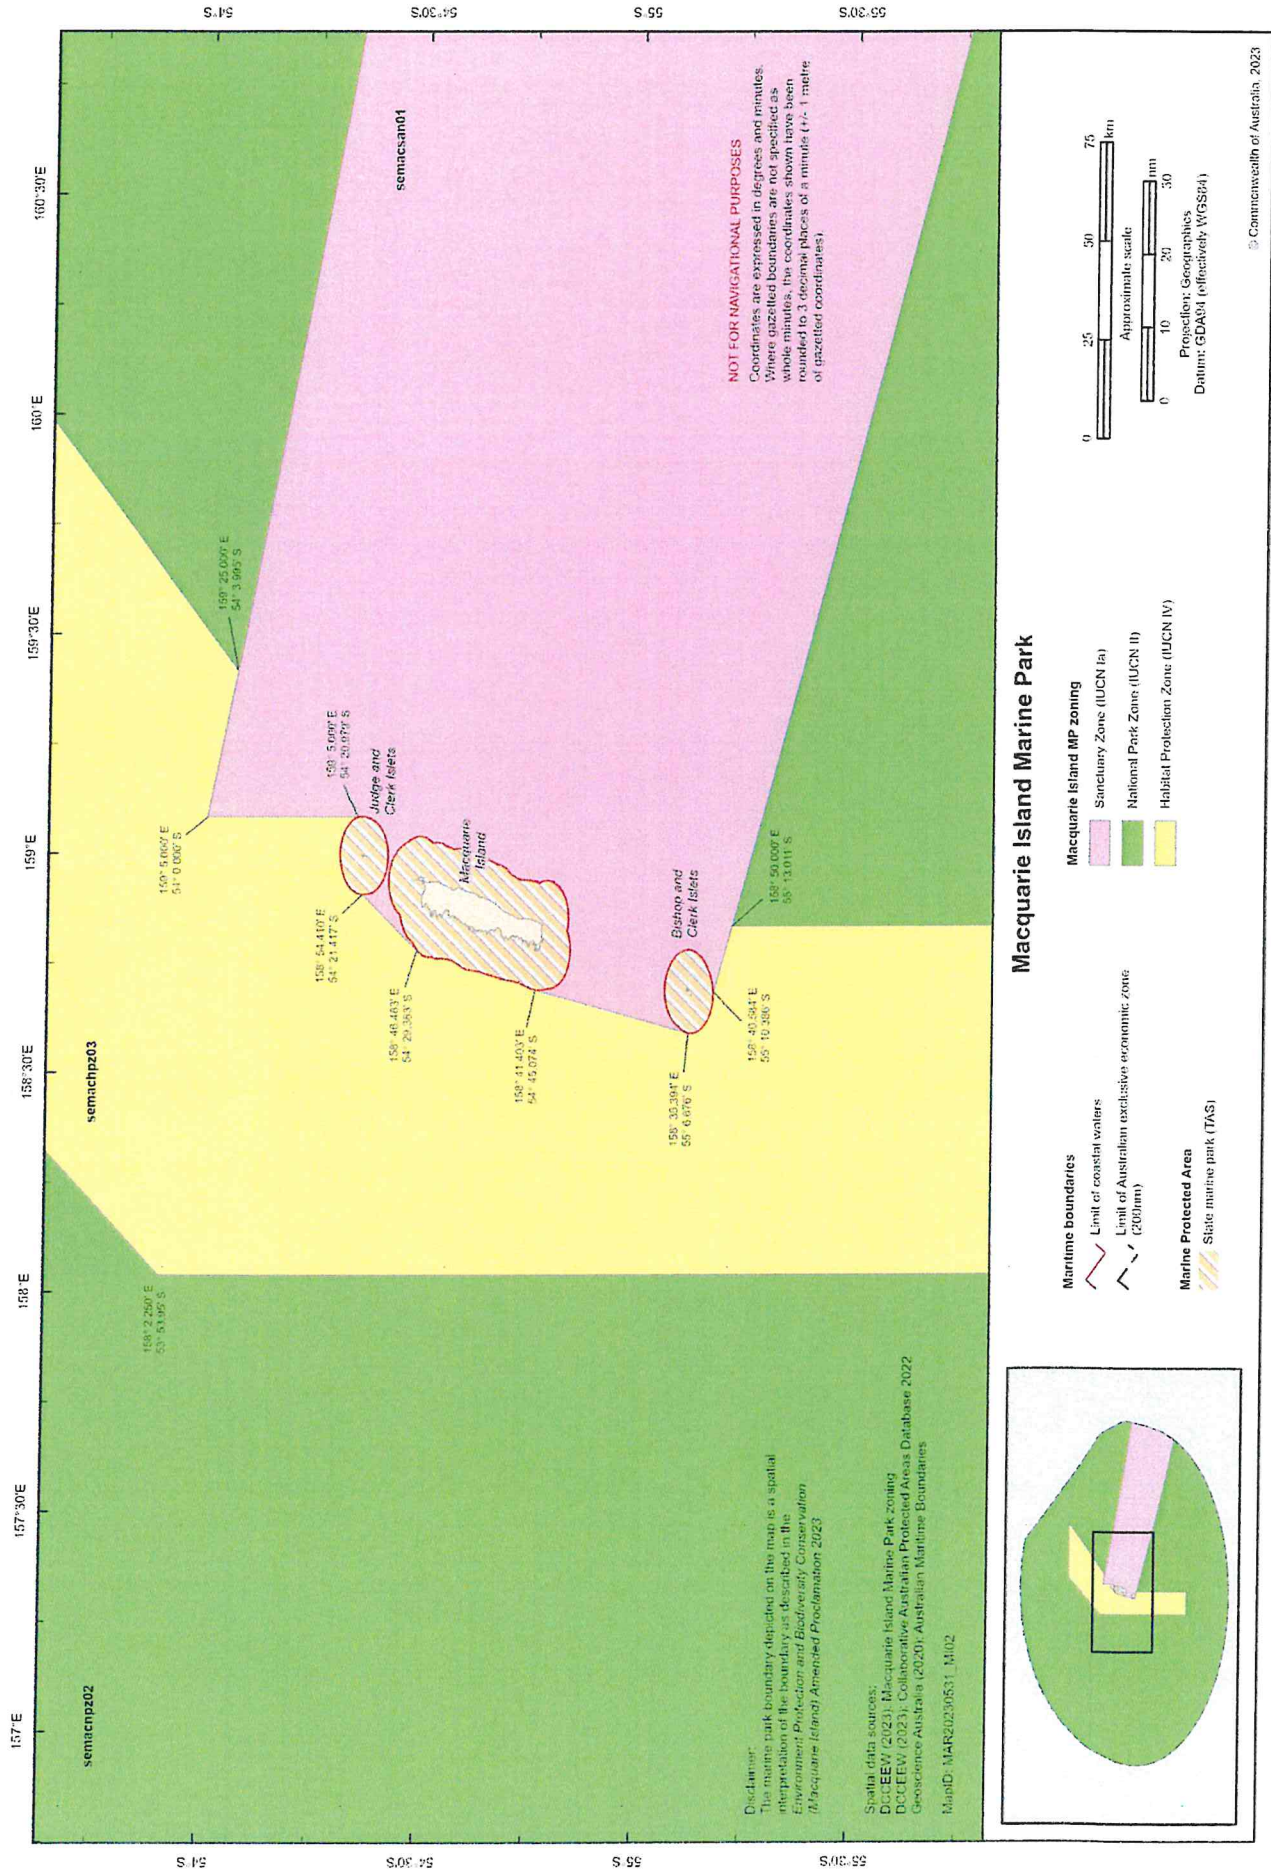 157°E
157°30'E
158°E
158°30'E
159°E
159°30'E
160°E
160°30'E
54°S
54°30'S
55°S
55°30'S
54°S
54°30'S
55°S
55°30'S
semacnpz02
semachpz03
semacsan01
158° 2.250' E
53° 53.95' S
159° 5.000' E
54° 0.000' S
159° 25.000' E
54° 3.995' S
159° 5.000' E
54° 20.979' S
Judge and
Clerk Islets
158° 54.410' E
54° 21.417' S
158° 46.463' E
54° 29.363' S
Macquarie
Island
158° 41.403' E
54° 45.074' S
Bishop and
Clerk Islets
158° 35.394' E
55° 6.676' S
158° 40.584' E
55° 10.386' S
158° 50.000' E
55° 13.011' S
NOT FOR NAVIGATIONAL PURPOSES
Coordinates are expressed in degrees and minutes.
Where gazetted boundaries are not specified as
whole minutes, the coordinates shown have been
rounded to 3 decimal places of a minute (+/- 1 metre
of gazetted coordinates).
Disclaimer:
The marine park boundary depicted on the map is a spatial
interpretation of the boundary as described in the
Environment Protection and Biodiversity Conservation
(Macquarie Island) Amended Proclamation 2023
Spatial data sources:
DCCEEW (2023): Macquarie Island Marine Park zoning
DCCEEW (2023): Collaborative Australian Protected Areas Database 2022
Geoscience Australia (2020): Australian Maritime Boundaries
MapID: MAR20230531_MI02
Macquarie Island Marine Park
Maritime boundaries
Limit of coastal waters
Limit of Australian exclusive economic zone
(200nm)
Marine Protected Area
State marine park (TAS)
Macquarie Island MP zoning
Sanctuary Zone (IUCN Ia)
National Park Zone (IUCN II)
Habitat Protection Zone (IUCN IV)
0 25 50 75
km
Approximate scale
nm
0 10 20 30
Projection: Geographics
Datum: GDA94 (effectively WGS84)
© Commonwealth of Australia, 2023